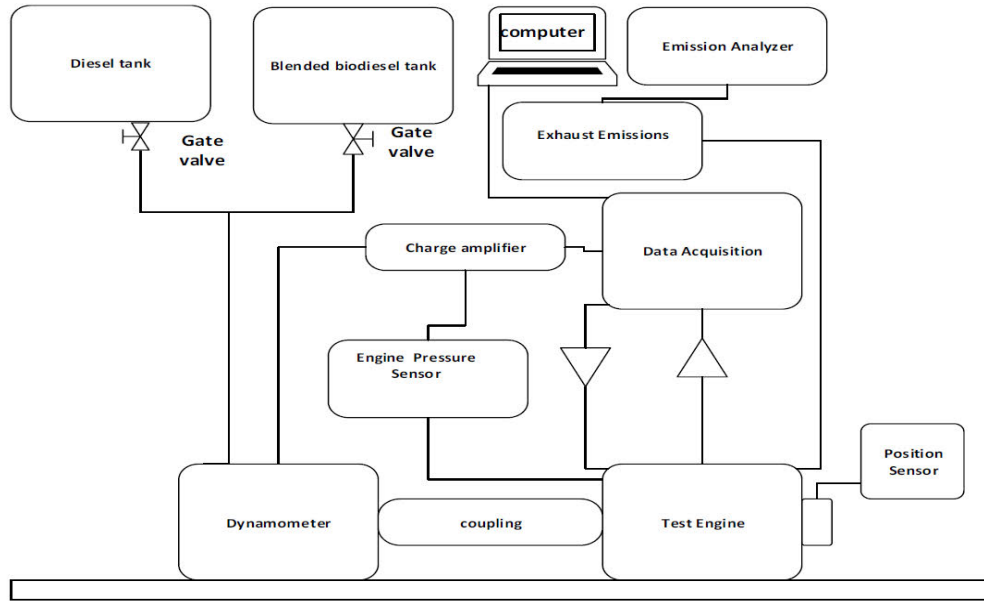 computer
Emission Analyzer
Diesel tank
Blended biodiesel tank
Gate
valve
Gate
valve
Exhaust Emissions
Charge amplifier
Data Acquisition
Engine Pressure
Sensor
Position
Sensor
Dynamometer
coupling
Test Engine